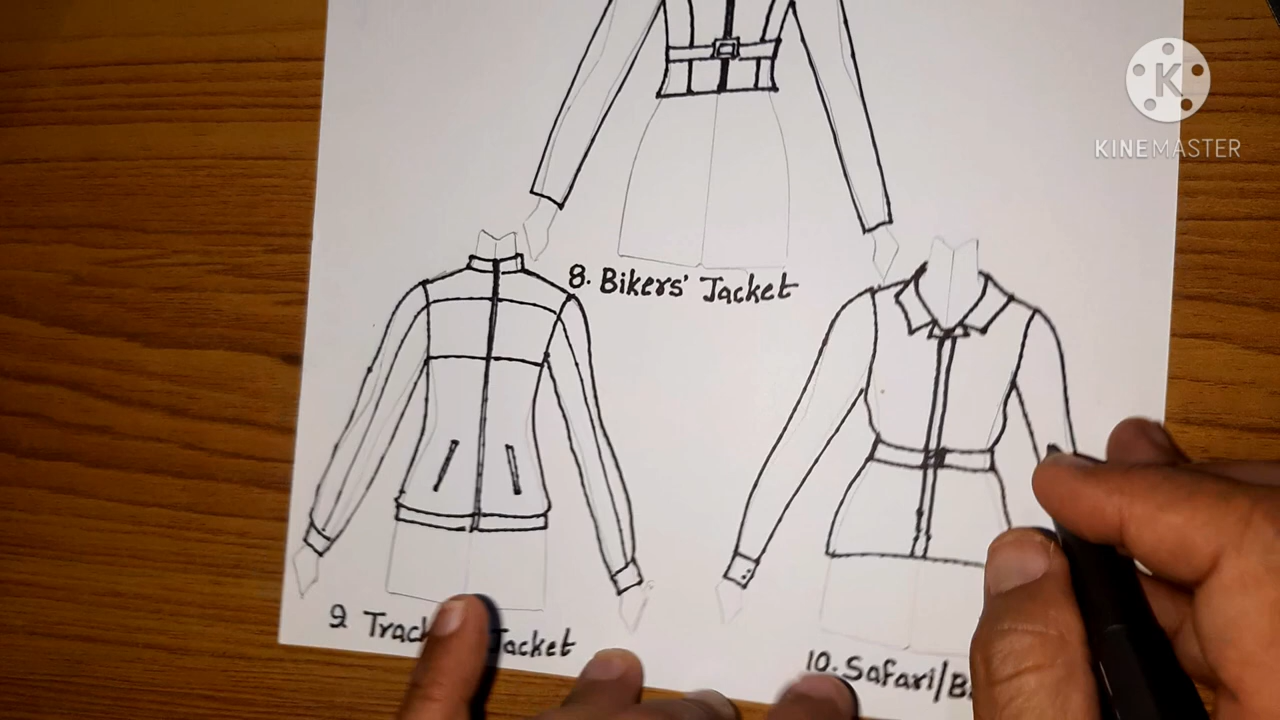 K
KINEMASTER
8. Bikers' Jacket
9 Track Jacket
10. Safari/